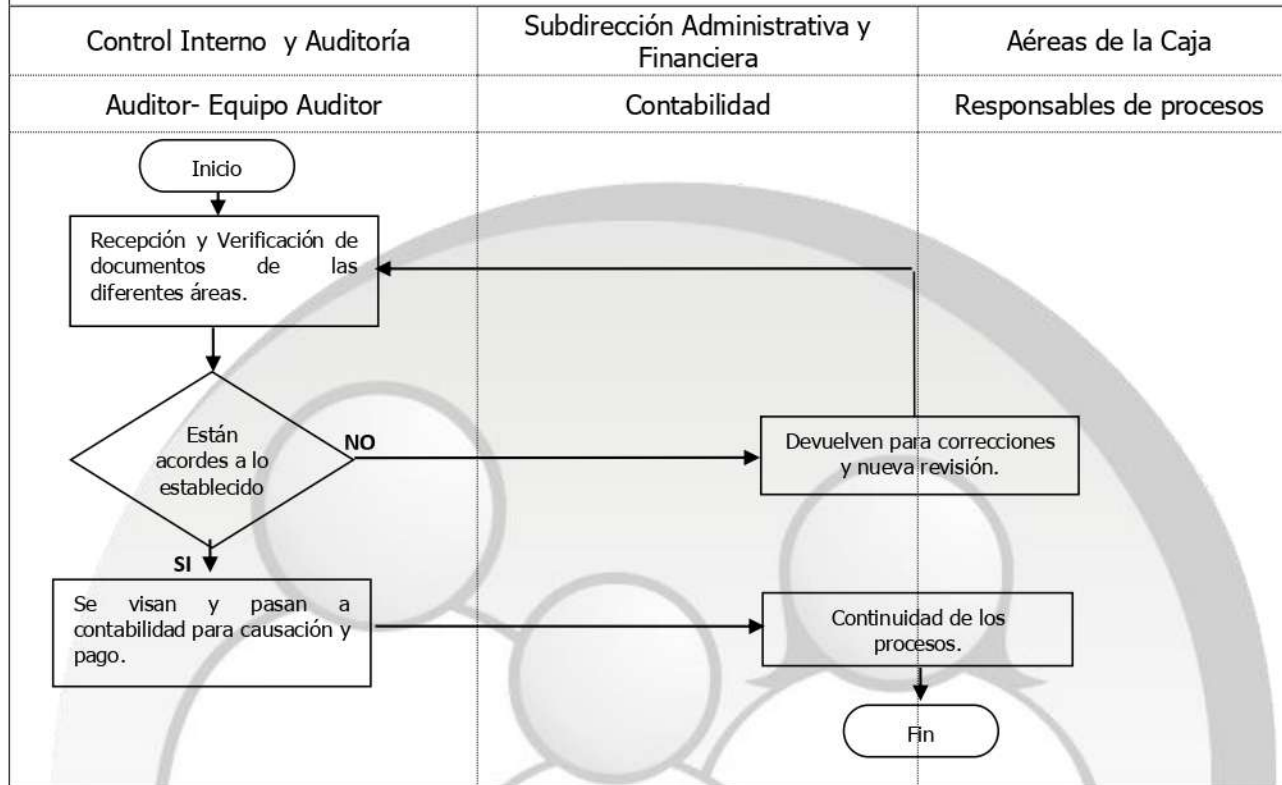 Control Interno y Auditoría
Subdirección Administrativa y
Financiera
Aéreas de la Caja
Auditor- Equipo Auditor
Contabilidad
Responsables de procesos
Inicio
Recepción y Verificación de
documentos de las
diferentes áreas.
Están
acordes a lo
establecido
NO
Devuelven para correcciones
y nueva revisión.
SI
Se visan y pasan a
contabilidad para causación y
pago.
Continuidad de los
procesos.
Fin